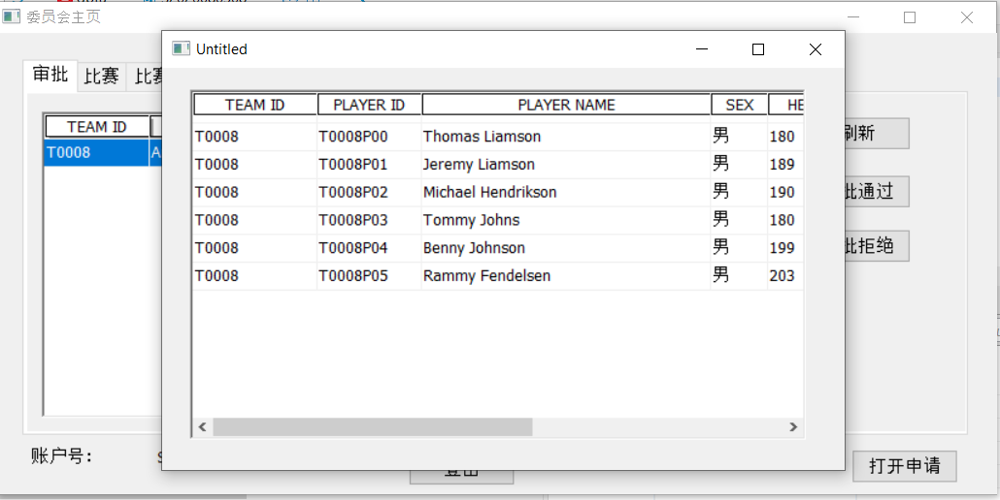 委员会主页
Untitled
审批 比赛 比赛
TEAM ID
T0008 A
TEAM ID PLAYER ID PLAYER NAME SEX HE
T0008 T0008P00 Thomas Liamson 男 180
T0008 T0008P01 Jeremy Liamson 男 189
T0008 T0008P02 Michael Hendrikson 男 190
T0008 T0008P03 Tommy Johns 男 180
T0008 T0008P04 Benny Johnson 男 199
T0008 T0008P05 Rammy Fendelsen 男 203
刷新
批通过
批拒绝
账户号：
打开申请